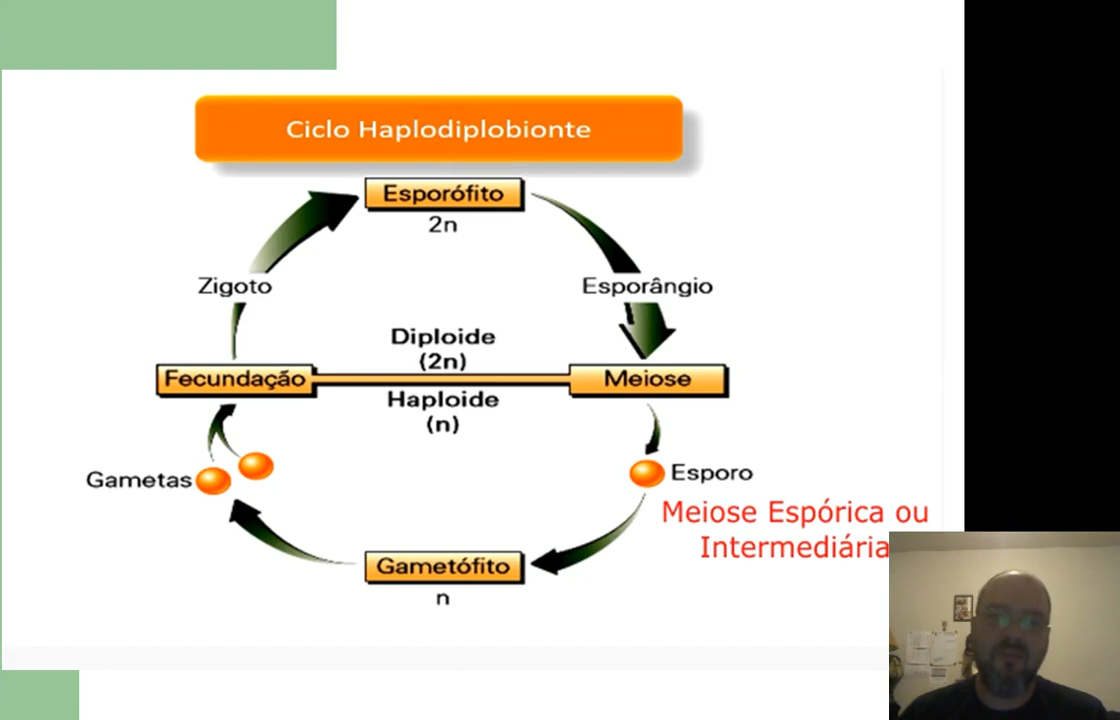 Ciclo Haplodiplobionte
Esporófito
2n
Zigoto
Esporângio
Diploide
(2n)
Fecundação
Meiose
Haploide
(n)
Gametas
Esporo
Meiose Espórica ou
Intermediária
Gametófito
n